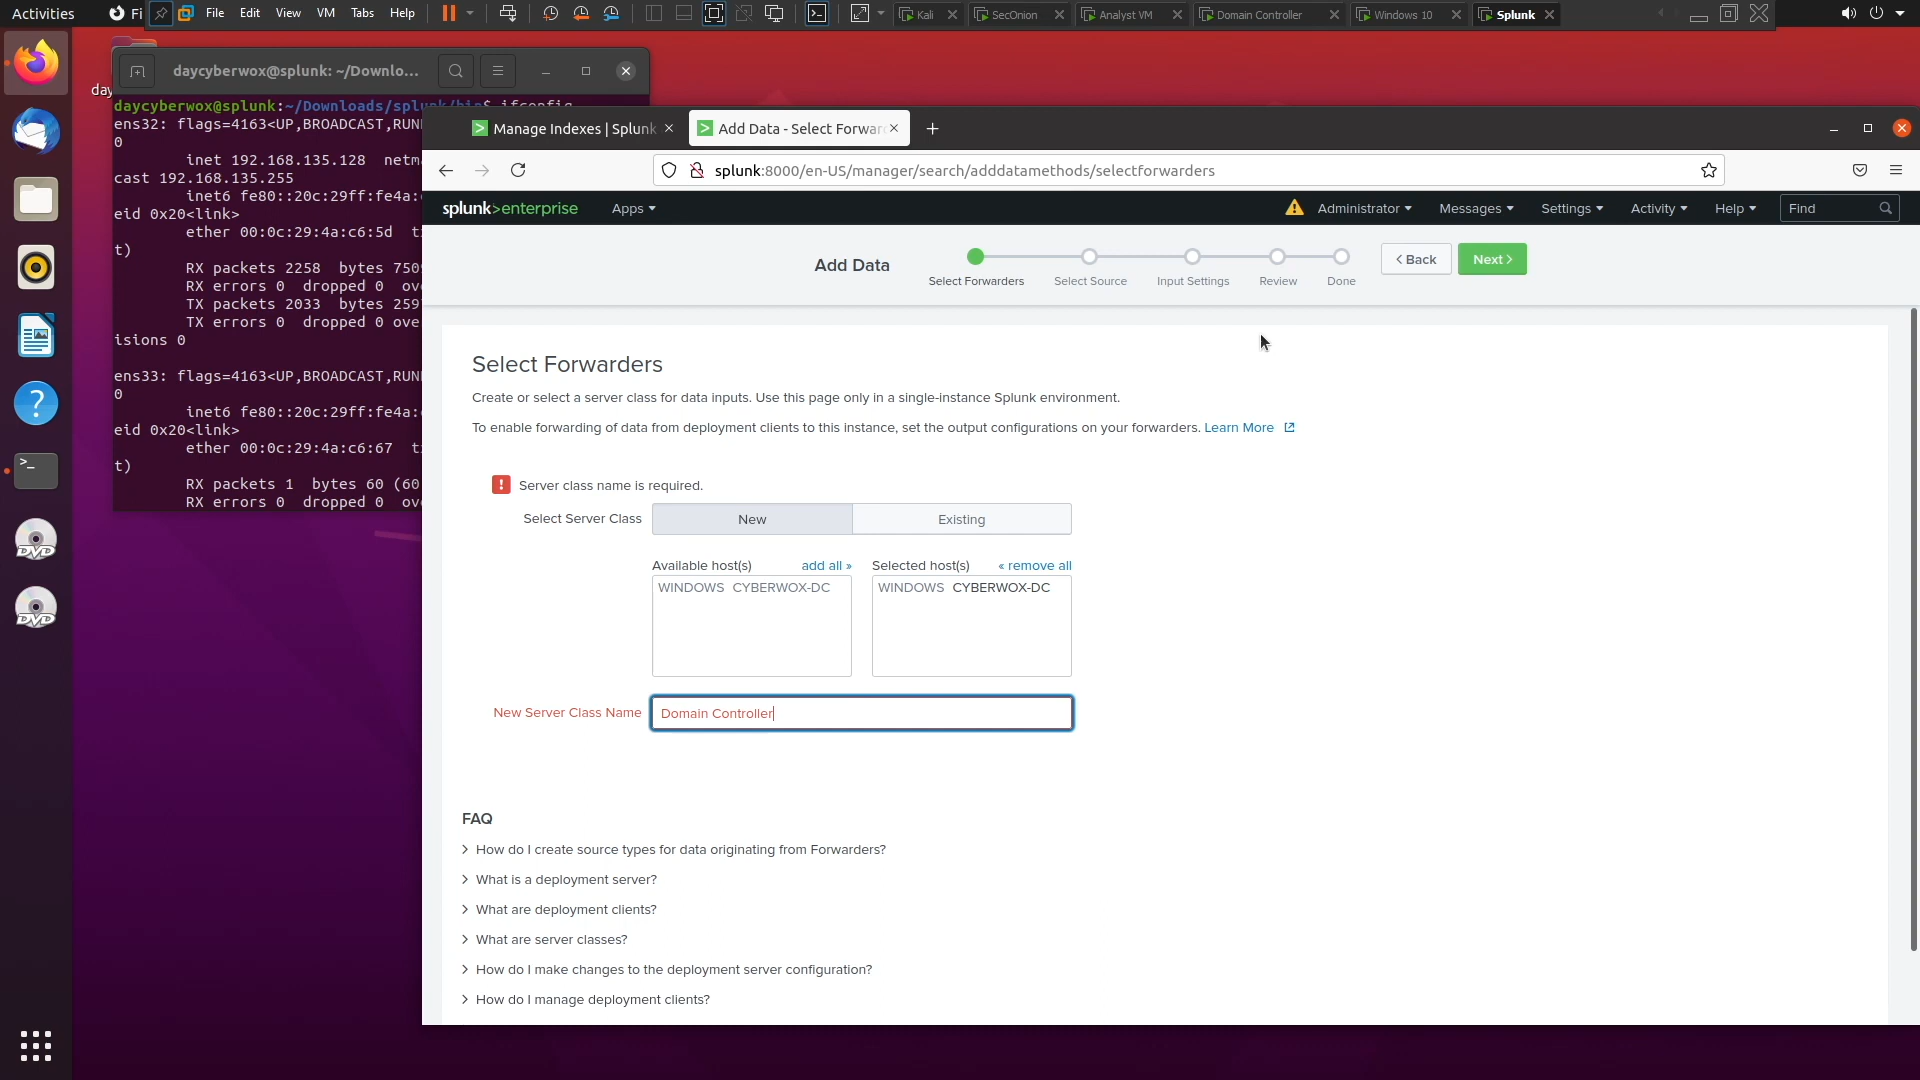 Activities
Fi
File Edit View VM Tabs Help
Kali
SecOnion
Analyst VM
Domain Controller
Windows 10
Splunk
daycyberwox@splunk: ~/Downlo...
day
daycyberwox@splunk:~/Downloads/splunk/bin$ ifconfig
ens32: flags=4163<UP,BROADCAST,RUN
0
inet 192.168.135.128 netm
cast 192.168.135.255
inet6 fe80::20c:29ff:fe4a:
eid 0x20<link>
ether 00:0c:29:4a:c6:5d t
t)
RX packets 2258 bytes 750
RX errors 0 dropped 0 ov
TX packets 2033 bytes 259
TX errors 0 dropped 0 ove
isions 0
ens33: flags=4163<UP,BROADCAST,RUN
0
inet6 fe80::20c:29ff:fe4a:
eid 0x20<link>
ether 00:0c:29:4a:c6:67 t
t)
RX packets 1 bytes 60 (60
RX errors 0 dropped 0 ov
Manage Indexes | Splunk
Add Data - Select Forwar
splunk:8000/en-US/manager/search/adddatamethods/selectforwarders
splunk>enterprise
Apps
Administrator
Messages
Settings
Activity
Help
Find
Add Data
Select Forwarders
Select Source
Input Settings
Review
Done
< Back
Next >
Select Forwarders
Create or select a server class for data inputs. Use this page only in a single-instance Splunk environment.
To enable forwarding of data from deployment clients to this instance, set the output configurations on your forwarders. Learn More
! Server class name is required.
Select Server Class
New
Existing
Available host(s) add all »
Selected host(s) « remove all
WINDOWS CYBERWOX-DC
WINDOWS CYBERWOX-DC
New Server Class Name
Domain Controller
FAQ
> How do I create source types for data originating from Forwarders?
> What is a deployment server?
> What are deployment clients?
> What are server classes?
> How do I make changes to the deployment server configuration?
> How do I manage deployment clients?
DVD
DVD